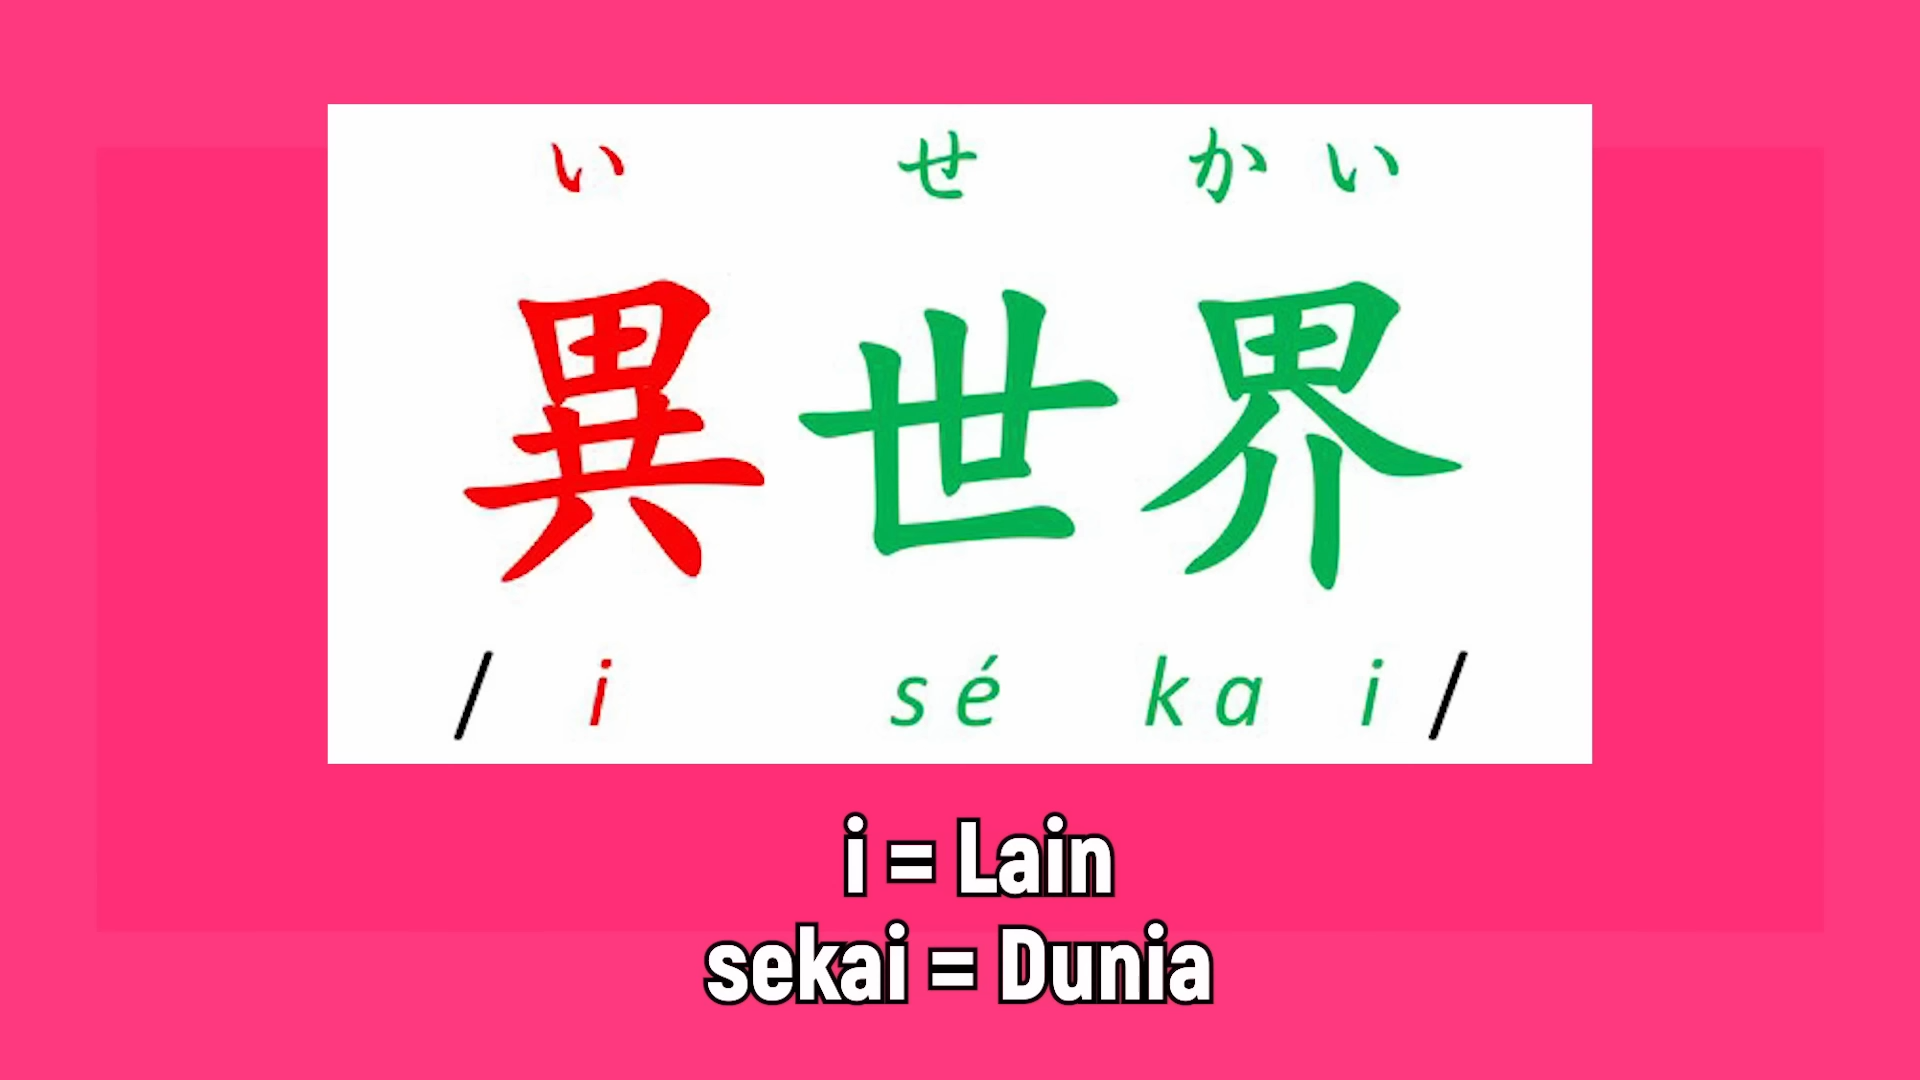 い せ か い
異世界
/ i sé ka i /
i = Lain
sekai = Dunia